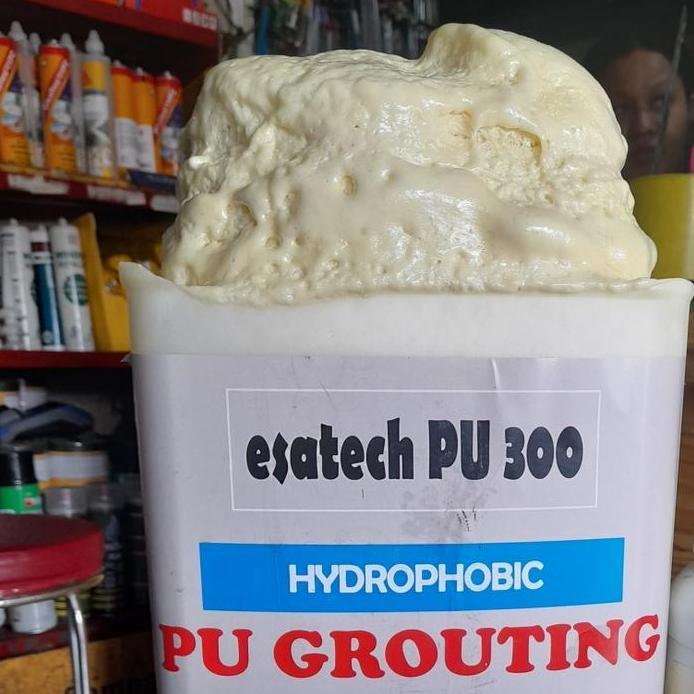 esatech PU 300
HYDROPHOBIC
PU GROUTING